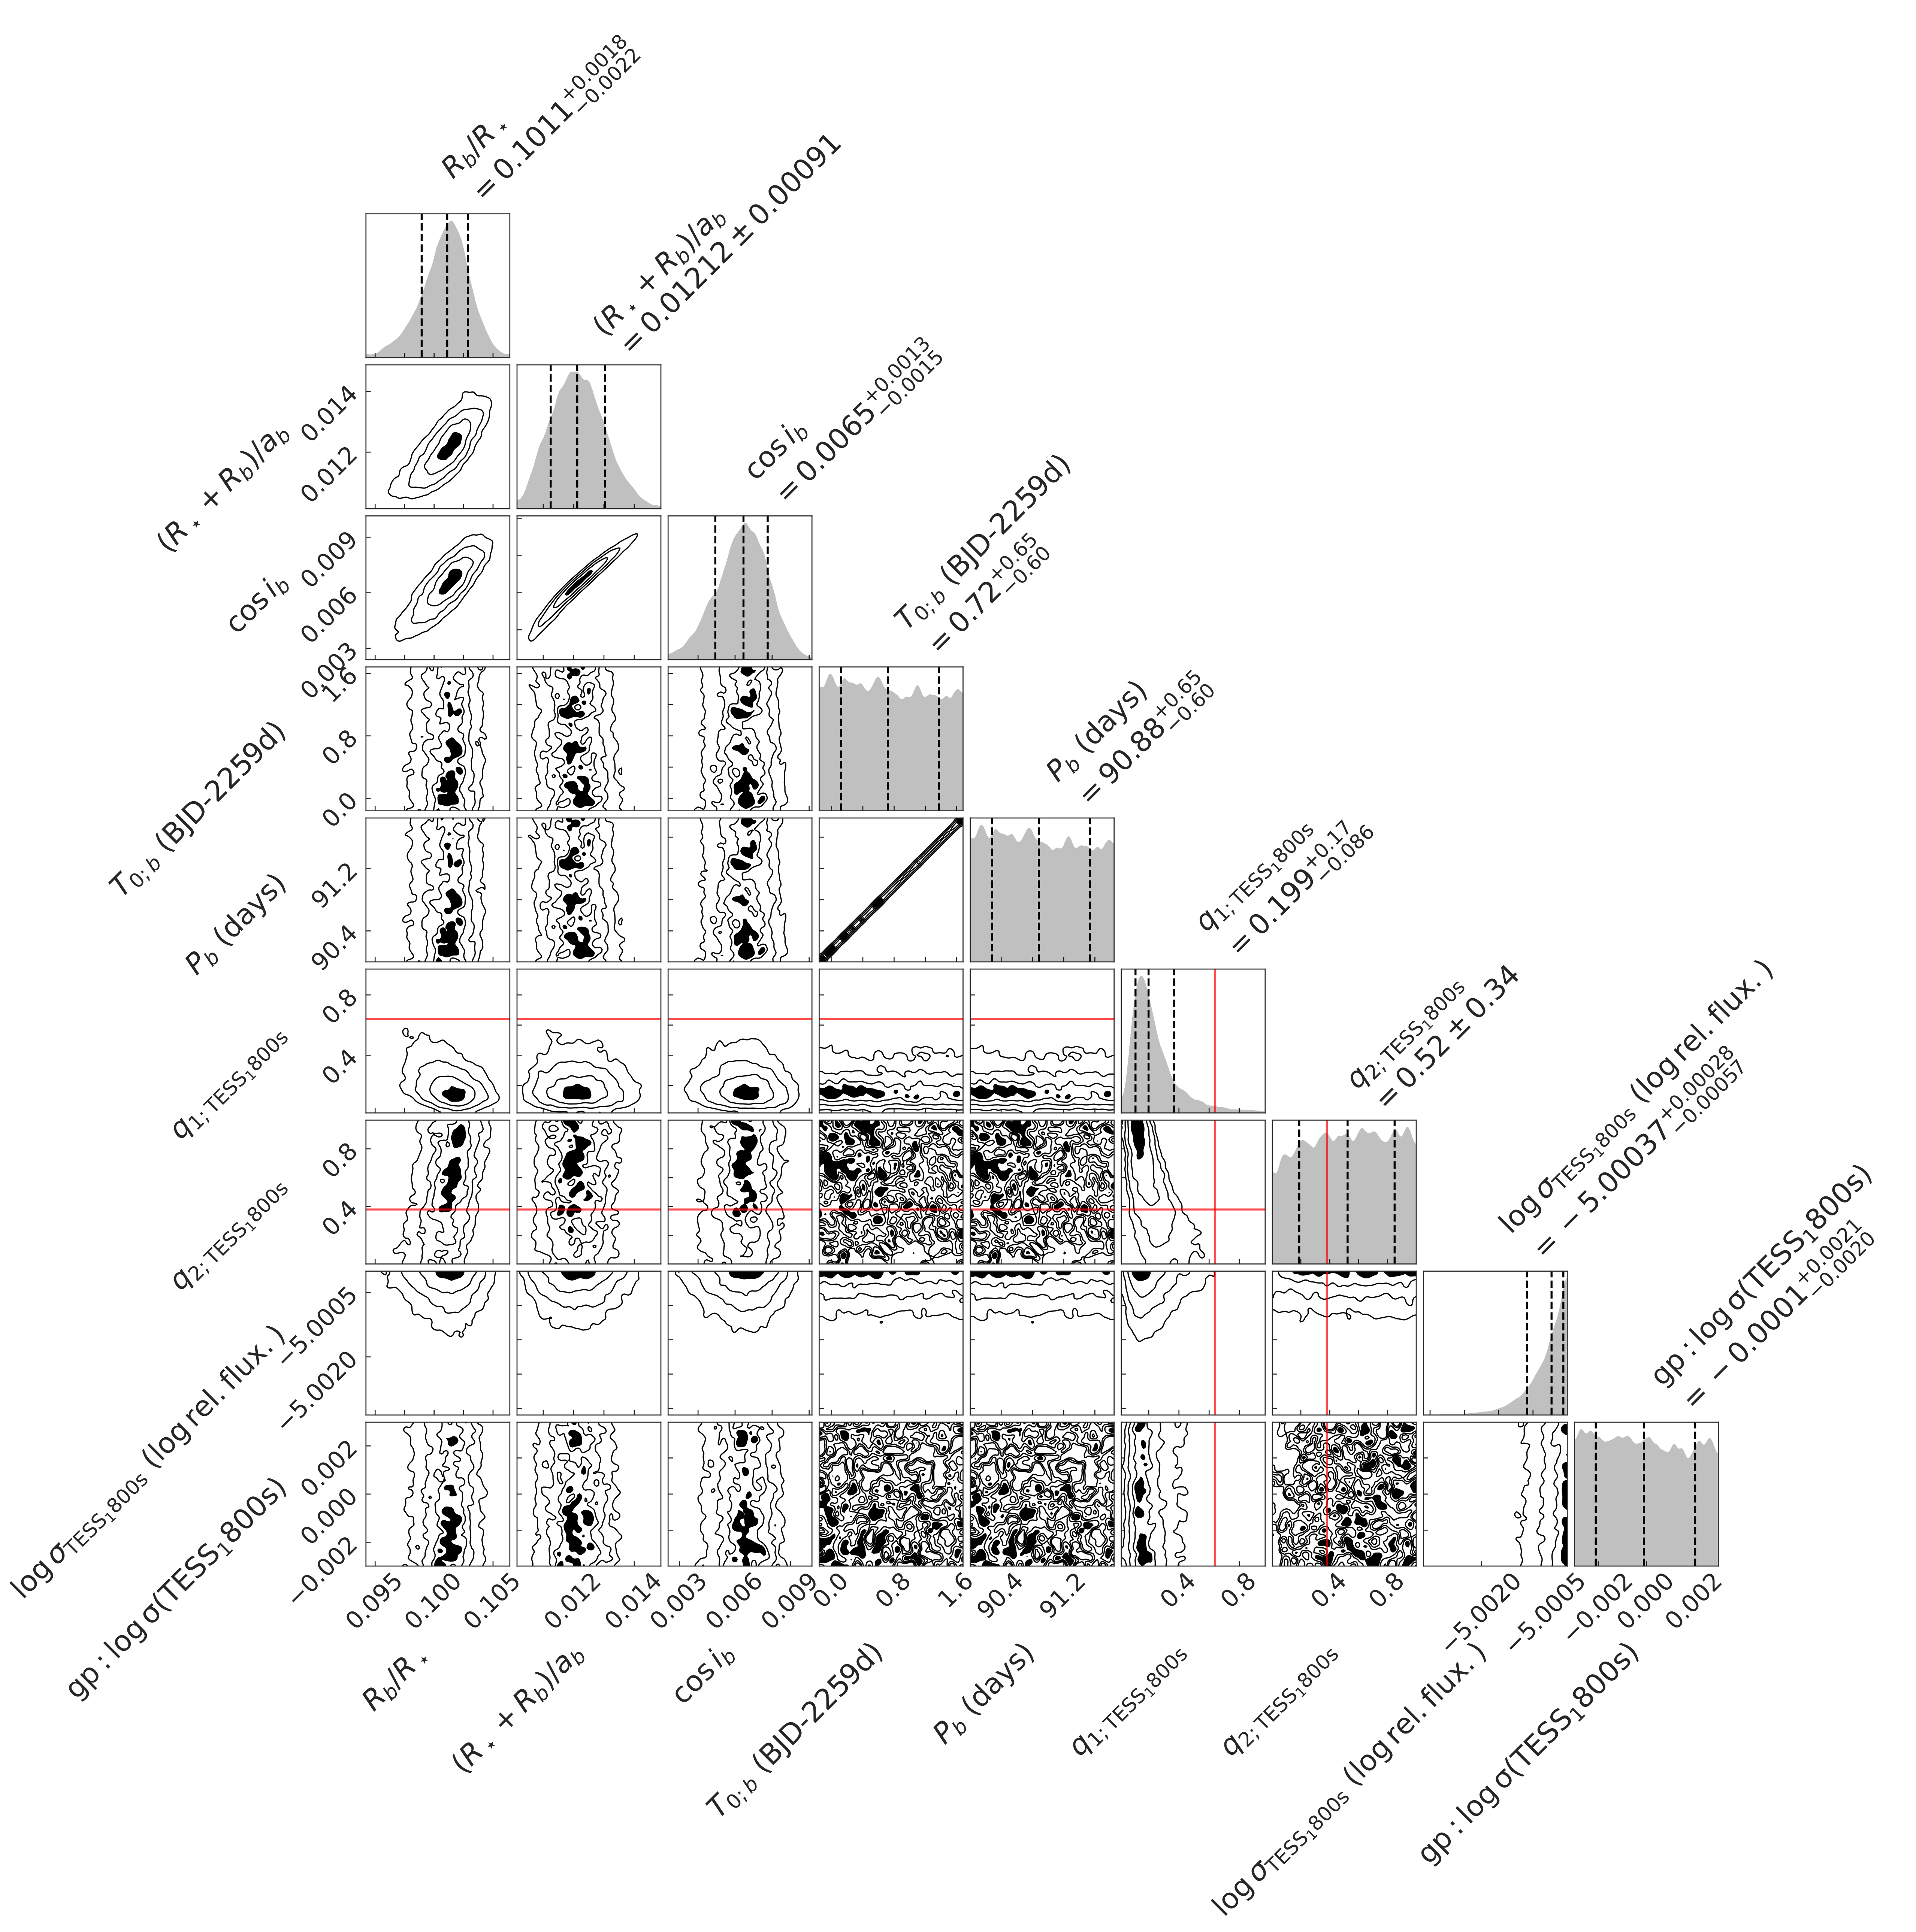 R_b/R⋆
= 0.1011^{+0.0018}_{−0.0022}
(R⋆ + R_b)/a_b
= 0.01212 ± 0.00091
cos i_b
= 0.0065^{+0.0013}_{−0.0015}
T_{0;b} (BJD-2259d)
= 0.72^{+0.65}_{−0.60}
P_b (days)
= 90.88^{+0.65}_{−0.60}
q_{1; TESS_1800s}
= 0.199^{+0.17}_{−0.086}
q_{2; TESS_1800s}
= 0.52 ± 0.34
log σ_{TESS_1800s} (log rel. flux. )
= − 5.00037^{+0.00028}_{−0.00057}
gp : log σ(TESS_1800s)
= − 0.0001^{+0.0021}_{−0.0020}
(R⋆ + R_b)/a_b
0.014
0.012
cos i_b
0.009
0.006
0.003
T_{0;b} (BJD-2259d)
1.6
0.8
0.0
P_b (days)
91.2
90.4
q_{1; TESS_1800s}
0.8
0.4
q_{2; TESS_1800s}
0.8
0.4
log σ_{TESS_1800s} (log rel. flux. )
−5.0005
−5.0020
gp : log σ(TESS_1800s)
0.002
0.000
−0.002
0.095 0.100 0.105 0.012 0.014 0.003 0.006 0.009 0.0 0.8 1.6 90.4 91.2 0.4 0.8 0.4 0.8 −5.0020 −5.0005 −0.002 0.000 0.002
R_b/R⋆
(R⋆ + R_b)/a_b
cos i_b
T_{0;b} (BJD-2259d)
P_b (days)
q_{1; TESS_1800s}
q_{2; TESS_1800s}
log σ_{TESS_1800s} (log rel. flux. )
gp : log σ(TESS_1800s)